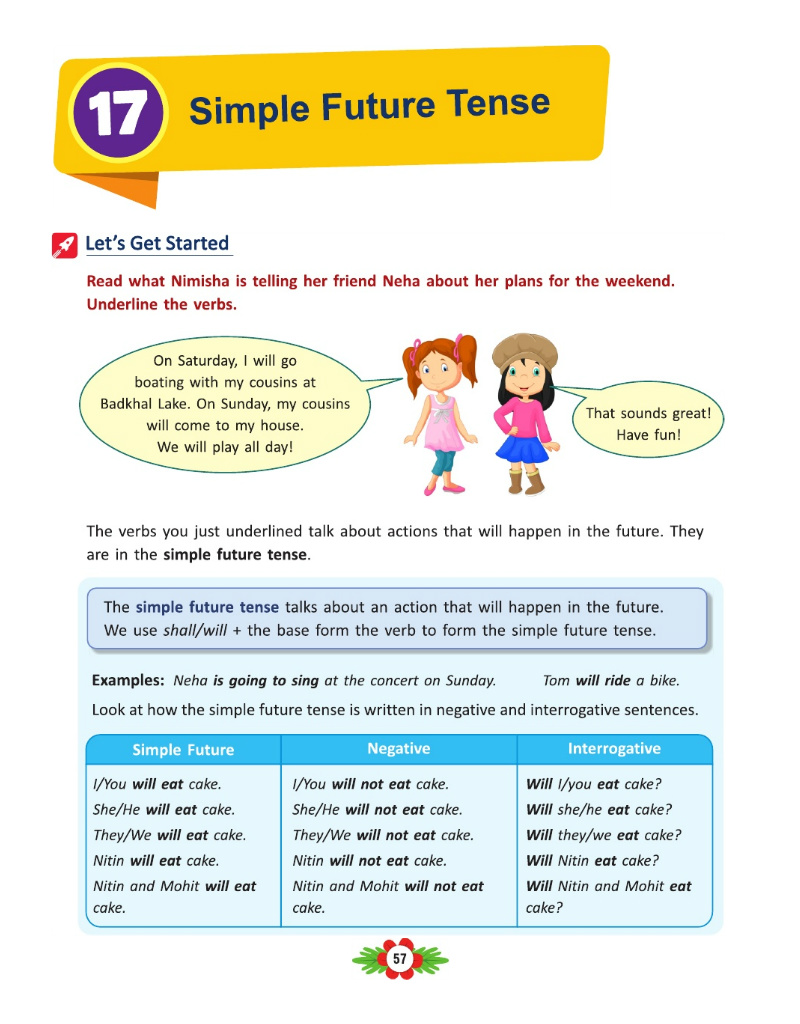 17
Simple Future Tense
Let's Get Started
Read what Nimisha is telling her friend Neha about her plans for the weekend.
Underline the verbs.
On Saturday, I will go
boating with my cousins at
Badkhal Lake. On Sunday, my cousins
will come to my house.
We will play all day!
That sounds great!
Have fun!
The verbs you just underlined talk about actions that will happen in the future. They
are in the simple future tense.
The simple future tense talks about an action that will happen in the future.
We use shall/will + the base form the verb to form the simple future tense.
Examples: Neha is going to sing at the concert on Sunday. Tom will ride a bike.
Look at how the simple future tense is written in negative and interrogative sentences.
Simple Future Negative Interrogative
I/You will eat cake. I/You will not eat cake. Will I/you eat cake?
She/He will eat cake. She/He will not eat cake. Will she/he eat cake?
They/We will eat cake. They/We will not eat cake. Will they/we eat cake?
Nitin will eat cake. Nitin will not eat cake. Will Nitin eat cake?
Nitin and Mohit will eat Nitin and Mohit will not eat Will Nitin and Mohit eat
cake. cake. cake?
57